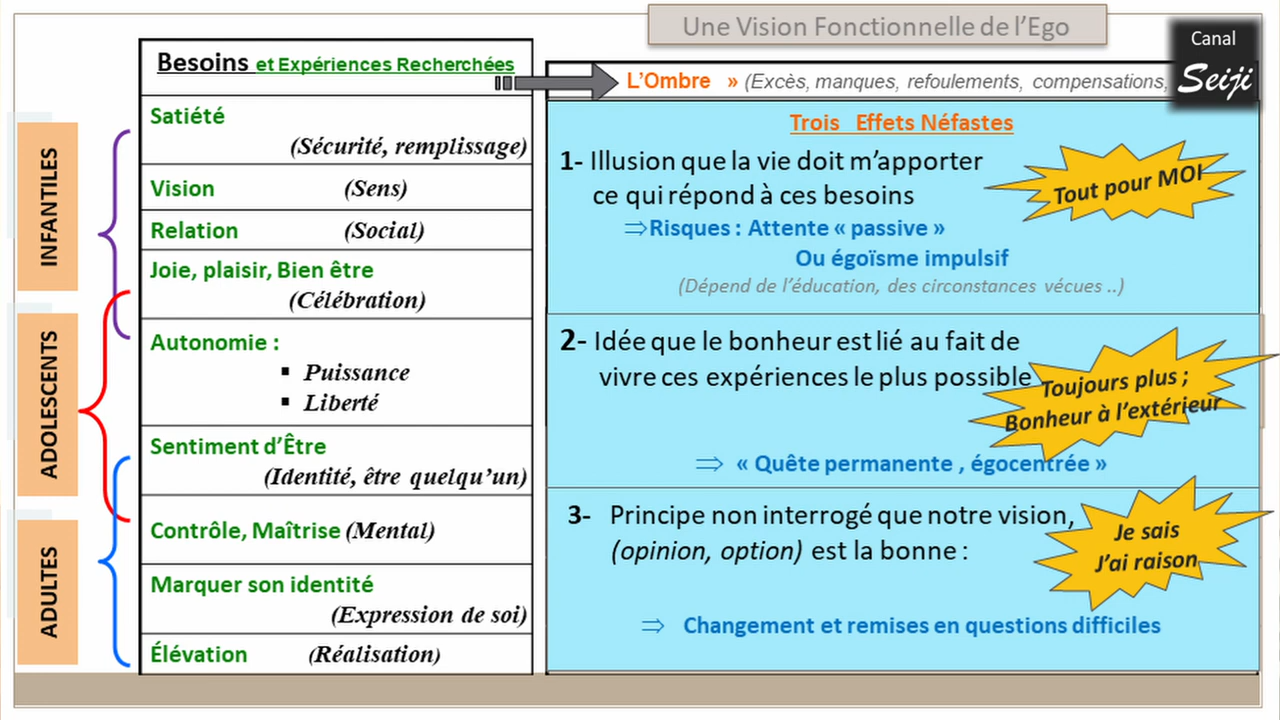 Une Vision Fonctionnelle de l'Ego
Canal
Seiji
Besoins et Expériences Recherchées
L'Ombre » (Excès, manques, refoulements, compensations,
INFANTILES
ADOLESCENTS
ADULTES
Satiété
(Sécurité, remplissage)
Vision (Sens)
Relation (Social)
Joie, plaisir, Bien être
(Célébration)
Autonomie :
▪ Puissance
▪ Liberté
Sentiment d'Être
(Identité, être quelqu'un)
Contrôle, Maîtrise (Mental)
Marquer son identité
(Expression de soi)
Élévation (Réalisation)
Trois Effets Néfastes
1- Illusion que la vie doit m'apporter
ce qui répond à ces besoins
⇒Risques : Attente « passive »
Ou égoïsme impulsif
(Dépend de l'éducation, des circonstances vécues ..)
Tout pour MOI
2- Idée que le bonheur est lié au fait de
vivre ces expériences le plus possible
Toujours plus ;
Bonheur à l'extérieur
⇒ « Quête permanente , égocentrée »
3- Principe non interrogé que notre vision,
(opinion, option) est la bonne :
Je sais
J'ai raison
⇒ Changement et remises en questions difficiles